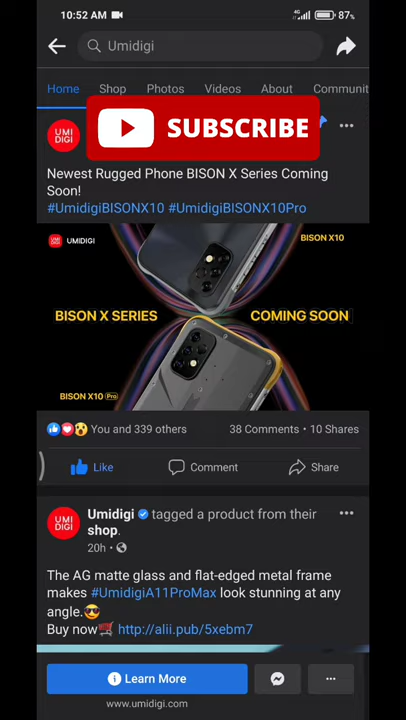 10:52 AM
4G
87%
Umidigi
Home Shop Photos Videos About Communit
SUBSCRIBE
UMI
DIGI
Newest Rugged Phone BISON X Series Coming
Soon!
#UmidigiBISONX10 #UmidigiBISONX10Pro
UMIDIGI
BISON X10
BISON X SERIES
COMING SOON
BISON X10 Pro
You and 339 others
38 Comments • 10 Shares
Like
Comment
Share
UMI
DIGI
Umidigi tagged a product from their
shop.
20h •
The AG matte glass and flat-edged metal frame
makes #UmidigiA11ProMax look stunning at any
angle.😎
Buy now🛒 http://alii.pub/5xebm7
Learn More
www.umidigi.com